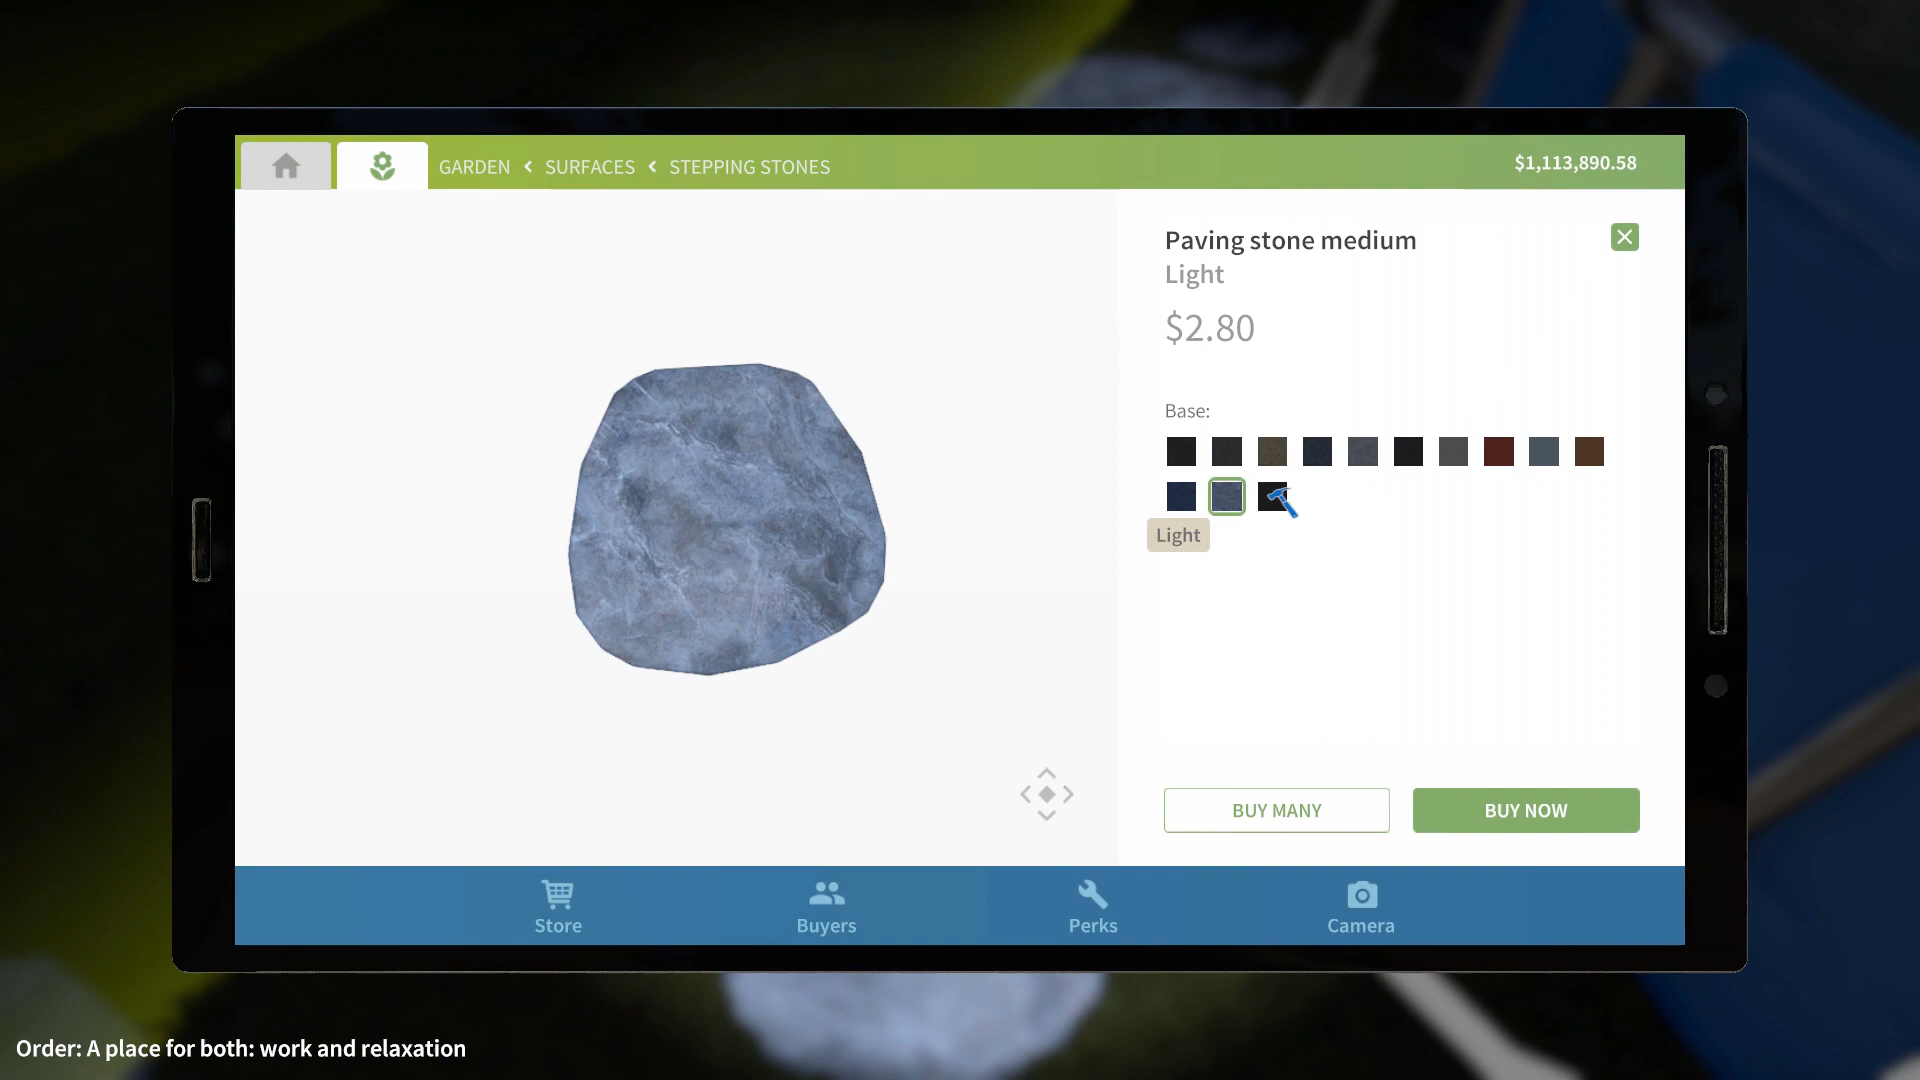 GARDEN < SURFACES < STEPPING STONES
$1,113,890.58
Paving stone medium
Light
$2.80
Base:
Light
BUY MANY
BUY NOW
Store
Buyers
Perks
Camera
Order: A place for both: work and relaxation